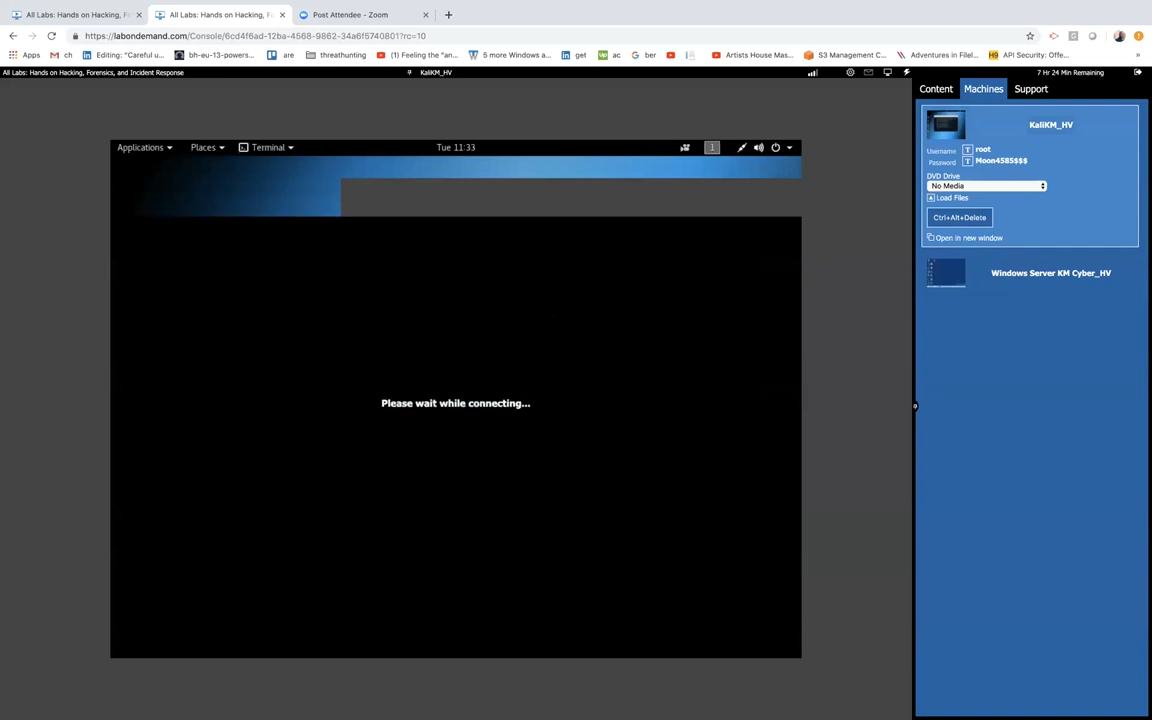 All Labs: Hands on Hacking, F
All Labs: Hands on Hacking, F
Post Attendee - Zoom
https://labondemand.com/Console/6cd4f6ad-12ba-4568-9862-34a6f5740801?rc=10
Apps
ch
Editing: "Careful u...
bh-eu-13-powers...
are
threathunting
(1) Feeling the "an...
5 more Windows a...
get
ac
ber
Artists House Mas...
S3 Management C...
Adventures in FileI...
API Security: Offe...
»
All Labs: Hands on Hacking, Forensics, and Incident Response
KaliKM_HV
7 Hr 24 Min Remaining
Content
Machines
Support
KaliKM_HV
Username
T
root
Password
T
Moon4585$$$
DVD Drive
No Media
Load Files
Ctrl+Alt+Delete
Open in new window
Windows Server KM Cyber_HV
Applications
Places
Terminal
Tue 11:33
1
Please wait while connecting...